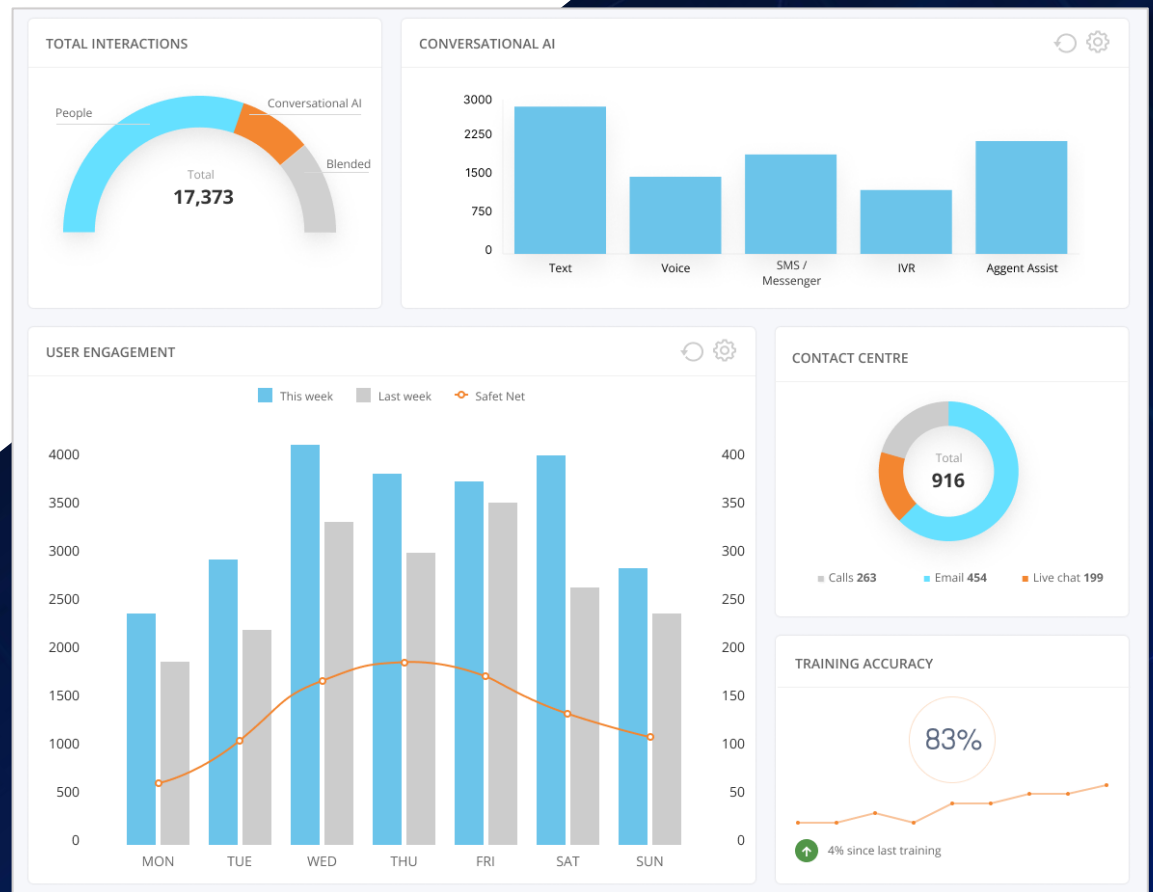 TOTAL INTERACTIONS
People
Conversational AI
Blended
Total
17,373
CONVERSATIONAL AI
3000
2250
1500
750
0
Text
Voice
SMS /
Messenger
IVR
Aggent Assist
USER ENGAGEMENT
This week Last week Safet Net
4000 400
3500 350
3000 300
2500 250
2000 200
1500 150
1000 100
500 50
0 0
MON TUE WED THU FRI SAT SUN
CONTACT CENTRE
Total
916
Calls 263 Email 454 Live chat 199
TRAINING ACCURACY
83%
4% since last training